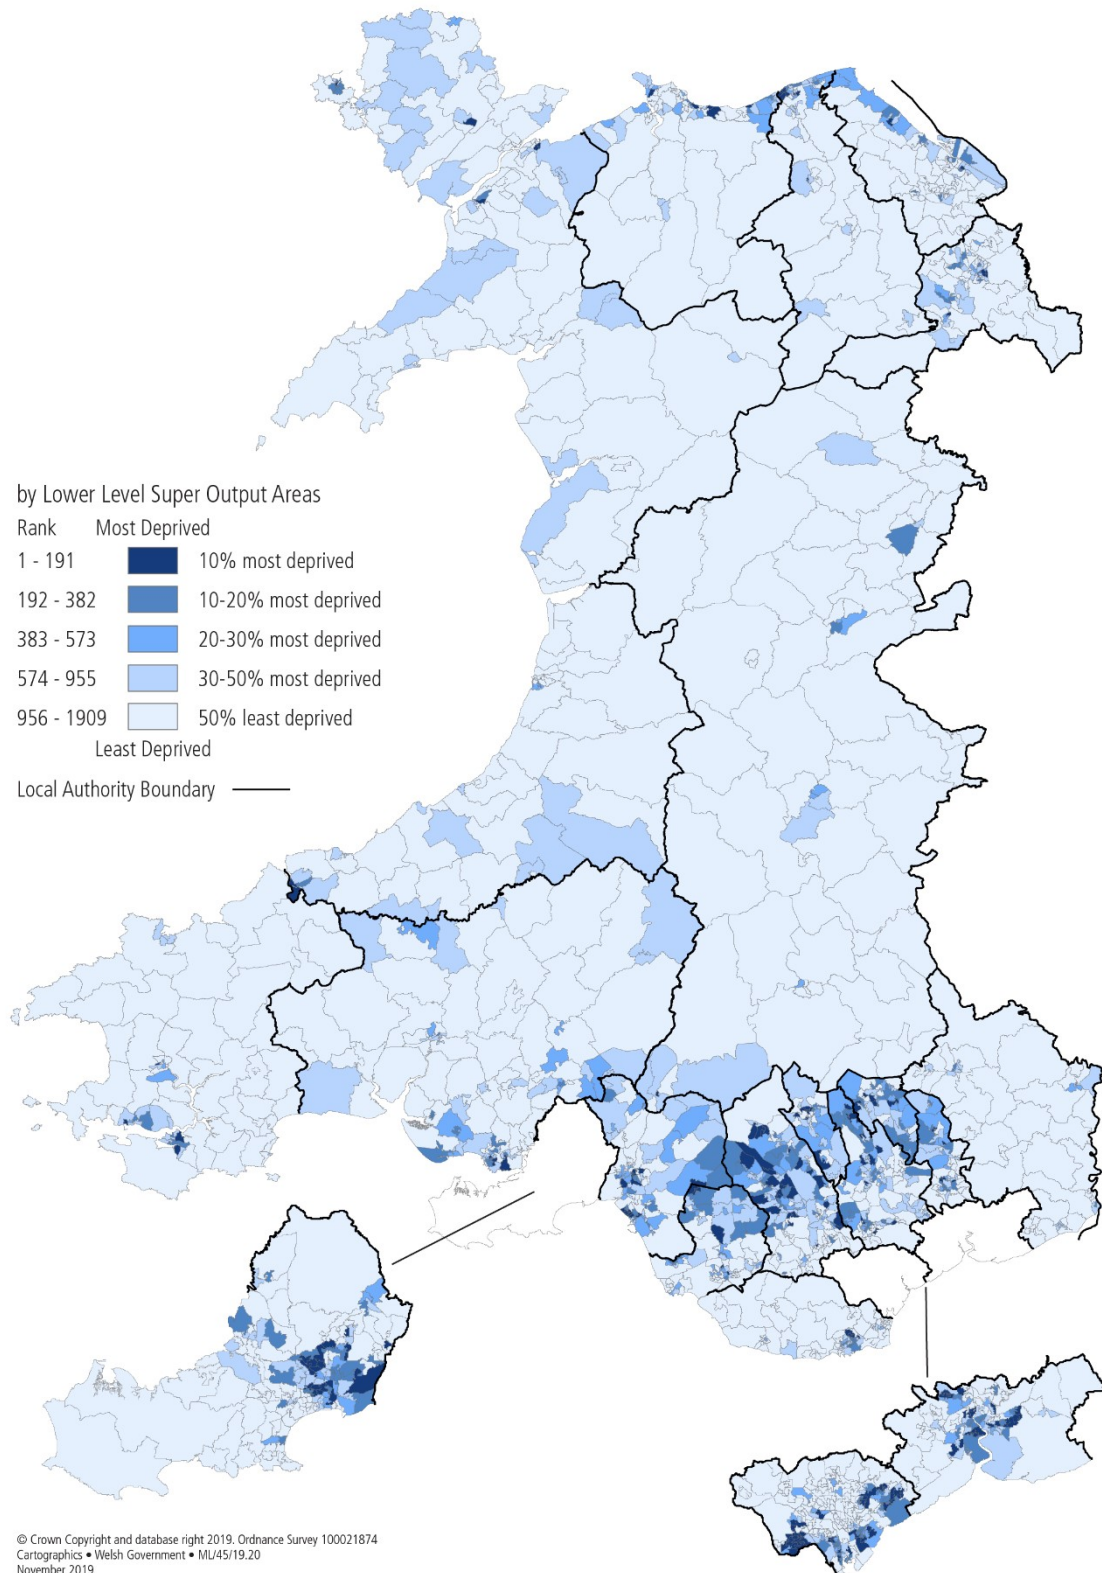 by Lower Level Super Output Areas
Rank Most Deprived
1 - 191 10% most deprived
192 - 382 10-20% most deprived
383 - 573 20-30% most deprived
574 - 955 30-50% most deprived
956 - 1909 50% least deprived
Least Deprived
Local Authority Boundary
© Crown Copyright and database right 2019. Ordnance Survey 100021874
Cartographics • Welsh Government • ML/45/19.20
November 2019